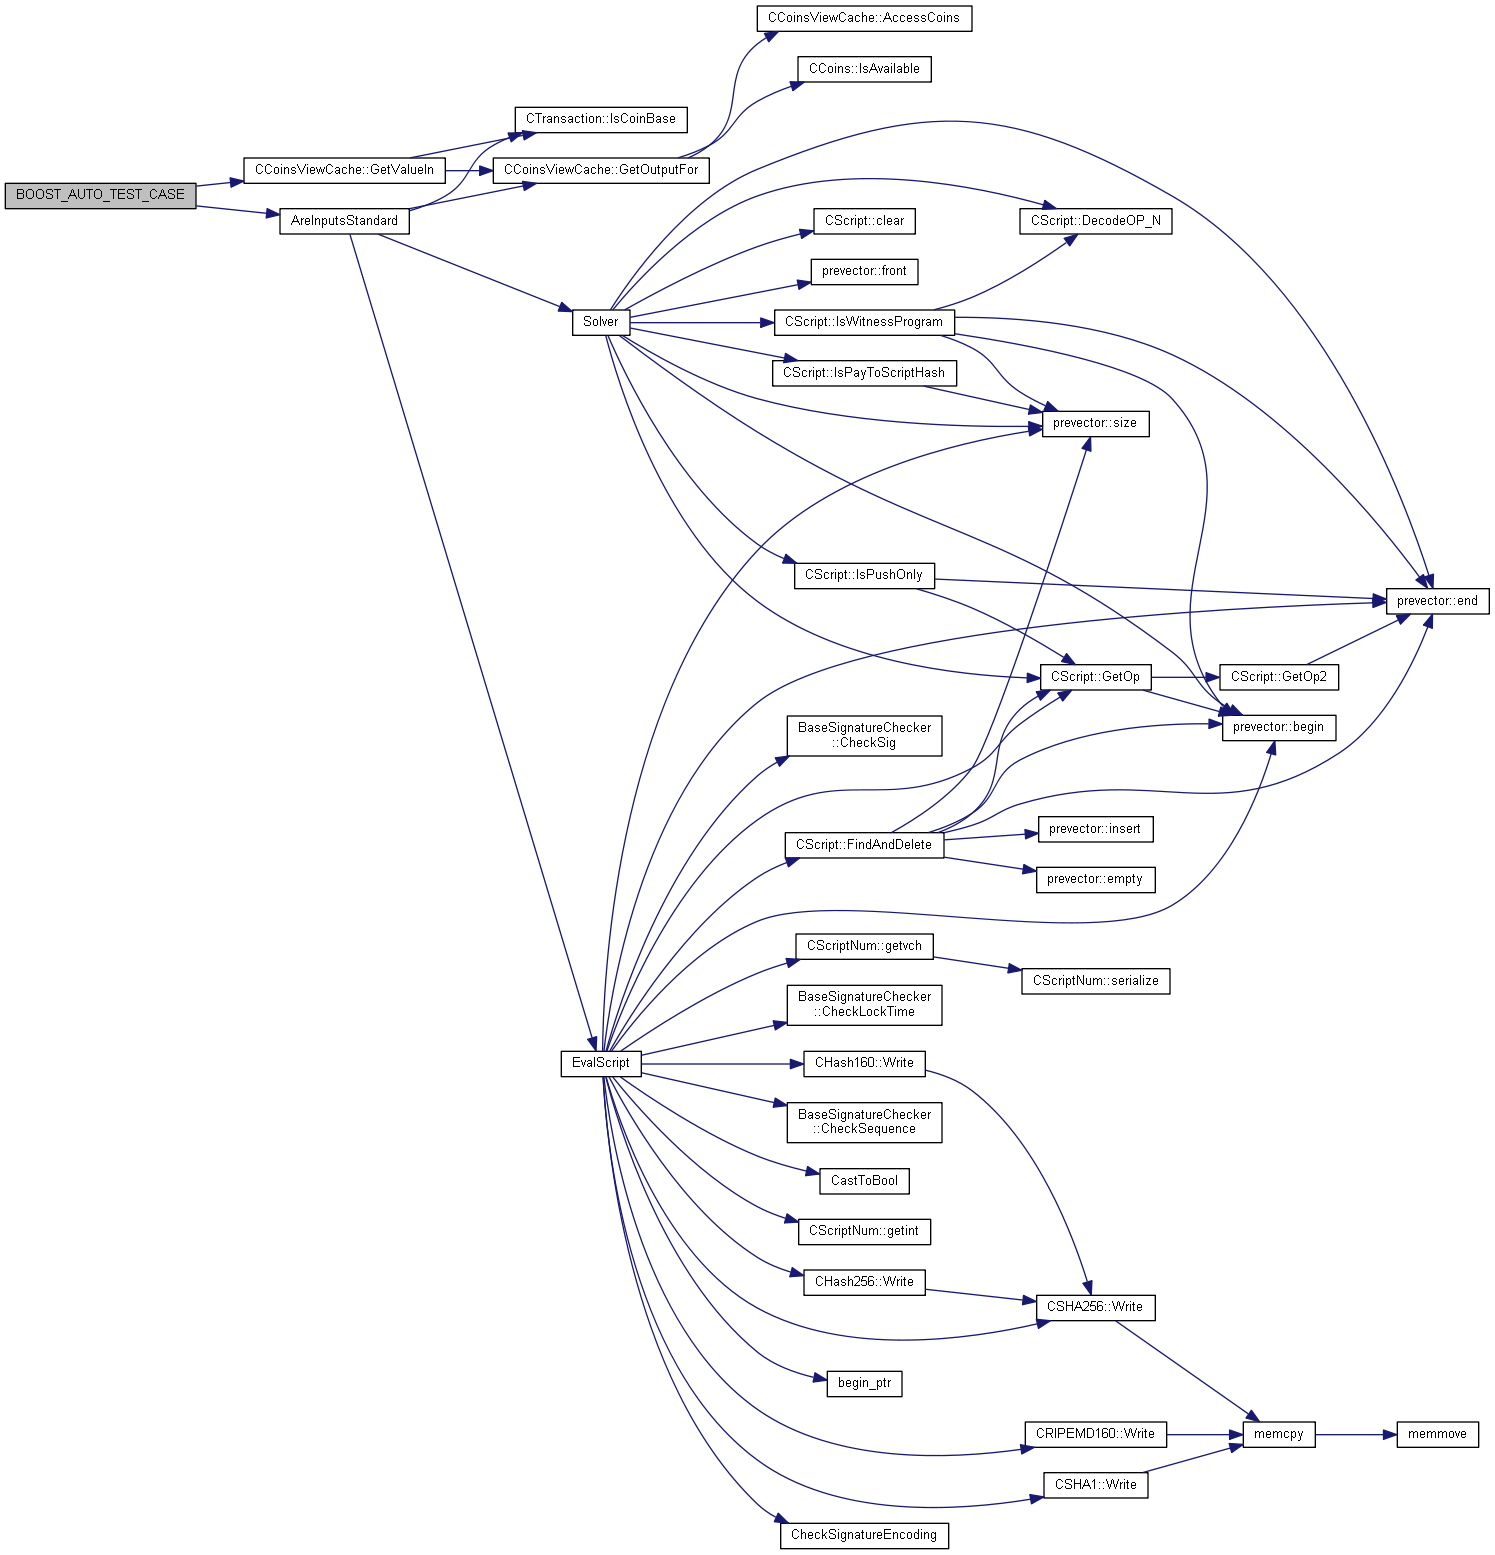 CCoinsViewCache::AccessCoins
CCoins::IsAvailable
CTransaction::IsCoinBase
CCoinsViewCache::GetValueIn
CCoinsViewCache::GetOutputFor
BOOST_AUTO_TEST_CASE
AreInputsStandard
CScript::clear
CScript::DecodeOP_N
prevector::front
Solver
CScript::IsWitnessProgram
CScript::IsPayToScriptHash
prevector::size
CScript::IsPushOnly
prevector::end
CScript::GetOp
CScript::GetOp2
BaseSignatureChecker
::CheckSig
prevector::begin
prevector::insert
CScript::FindAndDelete
prevector::empty
CScriptNum::getvch
CScriptNum::serialize
BaseSignatureChecker
::CheckLockTime
EvalScript
CHash160::Write
BaseSignatureChecker
::CheckSequence
CastToBool
CScriptNum::getint
CHash256::Write
CSHA256::Write
begin_ptr
CRIPEMD160::Write
memcpy
memmove
CSHA1::Write
CheckSignatureEncoding